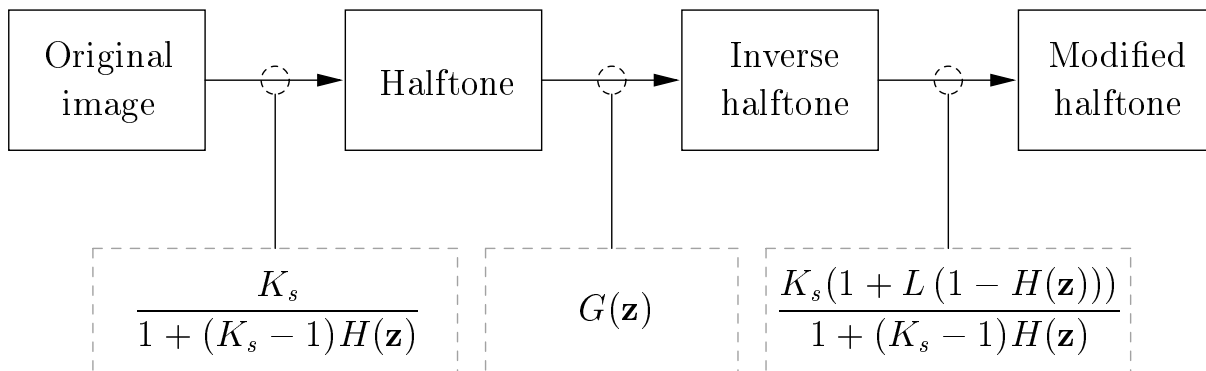 Original
image
Halftone
Inverse
halftone
Modified
halftone
K_s
1 + (K_s − 1)H(z)
G(z)
K_s(1 + L (1 − H(z)))
1 + (K_s − 1)H(z)